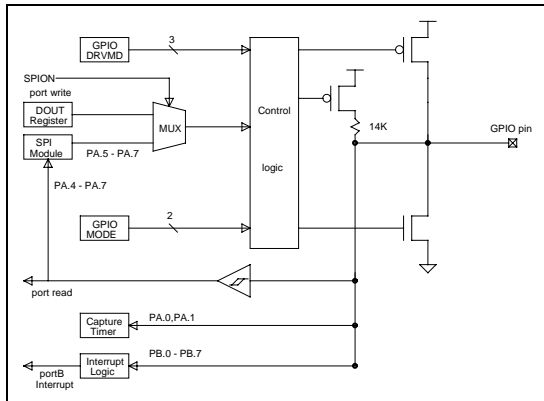 GPIO
DRVMD
3
SPION
port write
DOUT
Register
MUX
Control
logic
14K
GPIO pin
SPI
Module
PA.5 - PA.7
PA.4 - PA.7
GPIO
MODE
2
port read
Capture
Timer
PA.0,PA.1
portB
Interrupt
Interrupt
Logic
PB.0 - PB.7